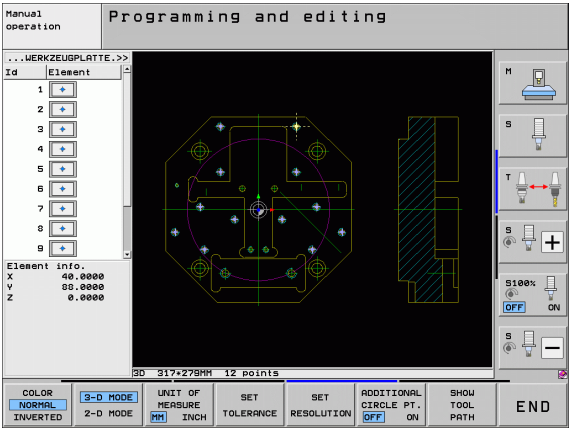 Manual
operation
Programming and editing
...WERKZEUGPLATTE.>>
Id Element
1
2
3
4
5
6
7
8
9
Element info.
X 40.0000
Y 88.0000
Z 0.0000
3D 317*279MM 12 points
M
S
T
S
+
S100%
OFF ON
S
−
COLOR
NORMAL
INVERTED
3-D MODE
2-D MODE
UNIT OF
MEASURE
MM INCH
SET
TOLERANCE
SET
RESOLUTION
ADDITIONAL
CIRCLE PT.
OFF ON
SHOW
TOOL
PATH
END